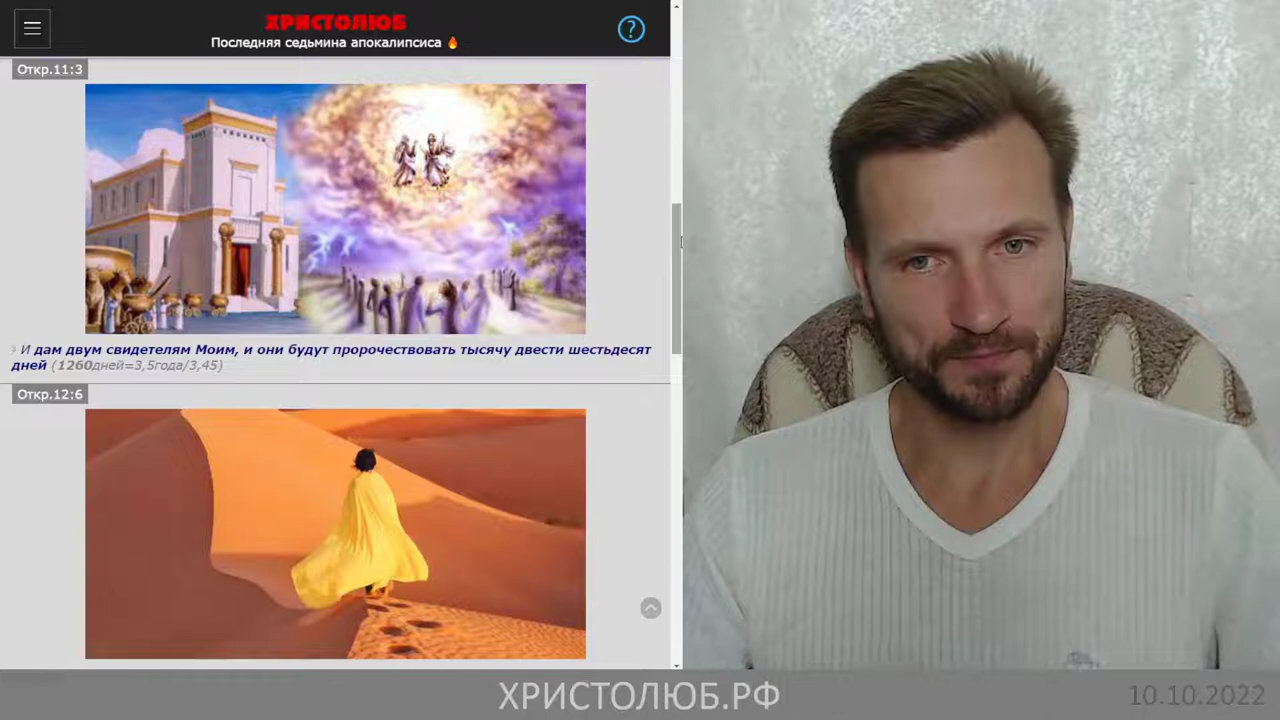 ХРИСТОЛЮБ
Последняя седьмина апокалипсиса
?
Откр.11:3
И дам двум свидетелям Моим, и они будут пророчествовать тысячу двести шестьдесят
дней (1260дней=3,5года/3,45)
Откр.12:6
ХРИСТОЛЮБ.РФ
10.10.2022